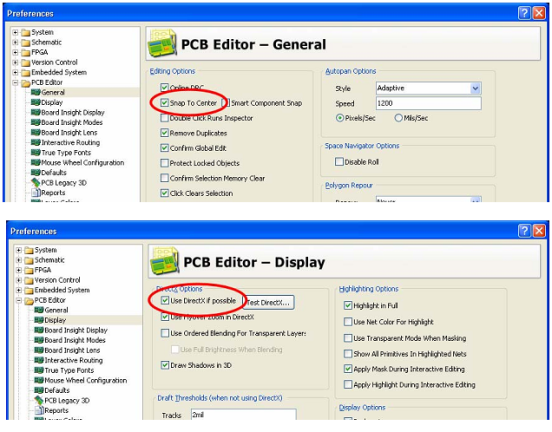 Preferences
System
Schematic
FPGA
Version Control
Embedded System
PCB Editor
General
Display
Board Insight Display
Board Insight Modes
Board Insight Lens
Interactive Routing
True Type Fonts
Mouse Wheel Configuration
Defaults
PCB Legacy 3D
Reports
PCB Editor – General
Editing Options
Online DRC
Snap To Center
Smart Component Snap
Double Click Runs Inspector
Remove Duplicates
Confirm Global Edit
Protect Locked Objects
Confirm Selection Memory Clear
Click Clears Selection
Autopan Options
Style Adaptive
Speed 1200
Pixels/Sec Mils/Sec
Space Navigator Options
Disable Roll
Polygon Repour
Preferences
System
Schematic
FPGA
Version Control
Embedded System
PCB Editor
General
Display
Board Insight Display
Board Insight Modes
Board Insight Lens
Interactive Routing
True Type Fonts
Mouse Wheel Configuration
Defaults
PCB Legacy 3D
Reports
PCB Editor – Display
DirectX Options
Use DirectX if possible Test DirectX...
Use Flyover Zoom in DirectX
Use Ordered Blending For Transparent Layers
Use Full Brightness When Blending
Draw Shadows in 3D
Draft Thresholds (when not using DirectX)
Tracks 2mil
Highlighting Options
Highlight in Full
Use Net Color For Highlight
Use Transparent Mode When Masking
Show All Primitives In Highlighted Nets
Apply Mask During Interactive Editing
Apply Highlight During Interactive Editing
Display Options